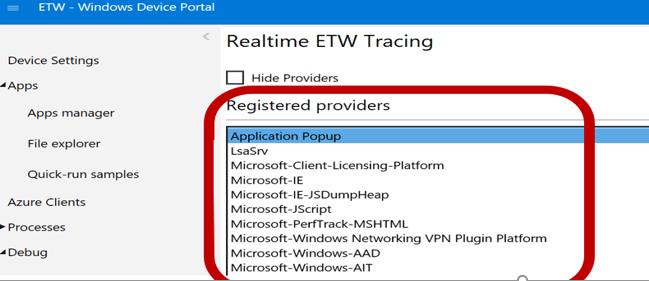 ETW - Windows Device Portal
Device Settings
Apps
Apps manager
File explorer
Quick-run samples
Azure Clients
Processes
Debug
Realtime ETW Tracing
Hide Providers
Registered providers
Application Popup
LsaSrv
Microsoft-Client-Licensing-Platform
Microsoft-IE
Microsoft-IE-JSDumpHeap
Microsoft-JScript
Microsoft-PerfTrack-MSHTML
Microsoft-Windows Networking VPN Plugin Platform
Microsoft-Windows-AAD
Microsoft-Windows-AIT